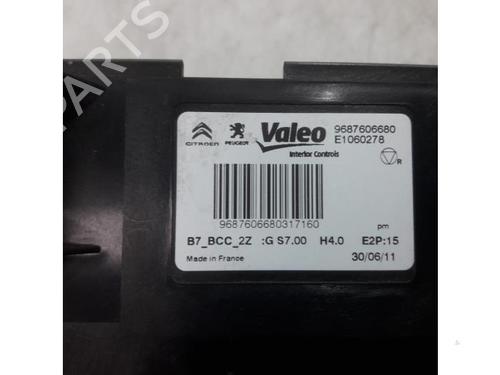 CITROËN PEUGEOT Valeo 9687606680
E1060278
Interior Controls
R
9687606680317160
pm
B7_BCC_2Z :G S7.00 H4.0 E2P:15
Made in France 30/06/11